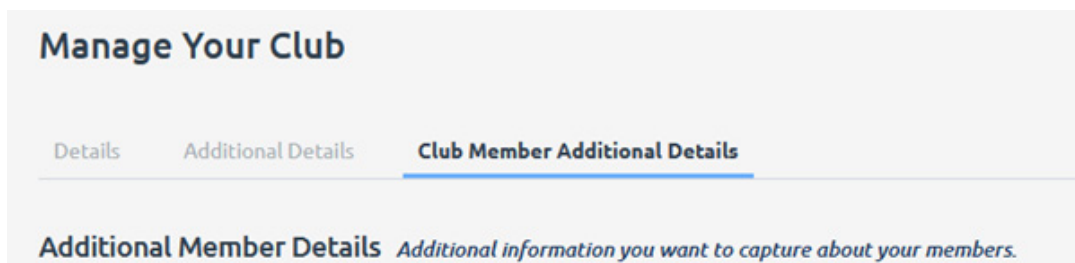 Manage Your Club
Details Additional Details Club Member Additional Details
Additional Member Details Additional information you want to capture about your members.